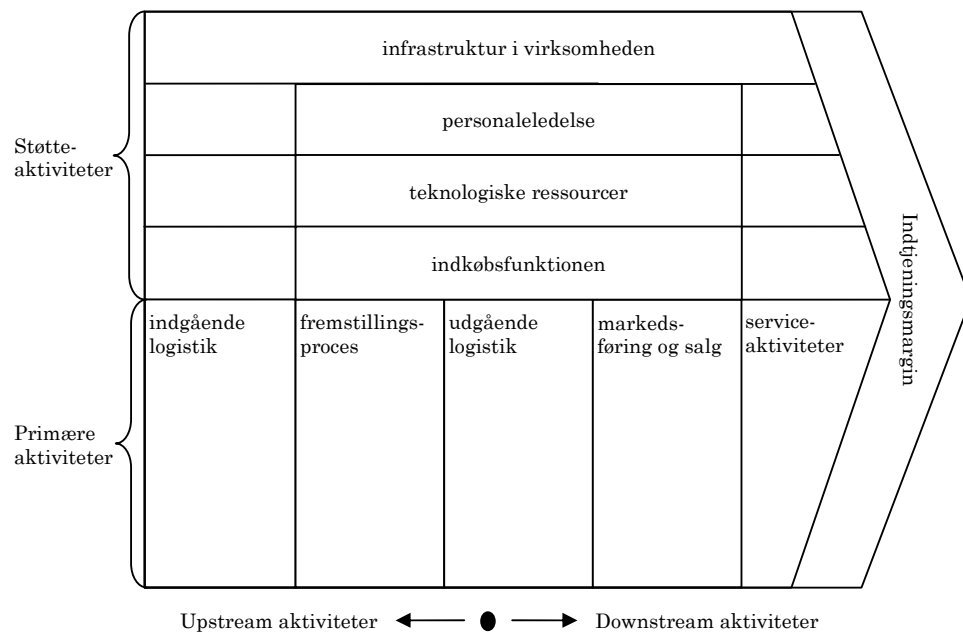 infrastruktur i virksomheden
personaleledelse
Støtte-
aktiviteter
teknologiske ressourcer
indkøbsfunktionen
Indtjeningsmargin
indgående
logistik
fremstillings-
proces
udgående
logistik
markeds-
føring og salg
service-
aktiviteter
Primære
aktiviteter
Upstream aktiviteter
Downstream aktiviteter